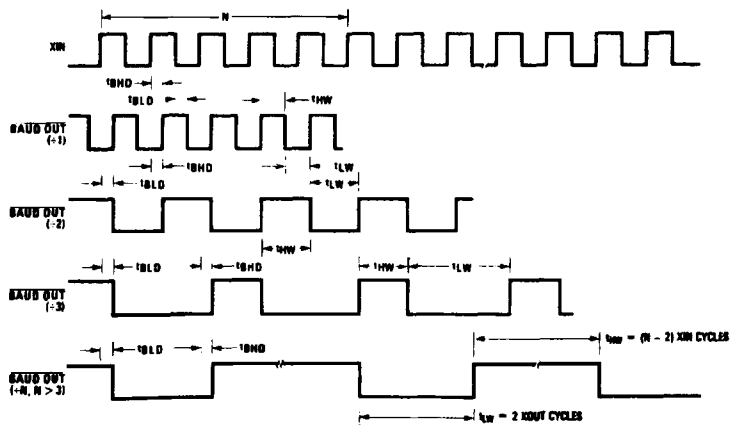 N
XIN
tBHD
tBLD
tHW
BAUD OUT
(÷1)
tBHD
tLW
tBLD
tLW
BAUD OUT
(÷2)
tHW
tBLD
tBHD
tHW
tLW
BAUD OUT
(÷3)
tBLD
tBHD
tHW = (N − 2) XIN CYCLES
BAUD OUT
(÷N, N > 3)
tLW = 2 XOUT CYCLES